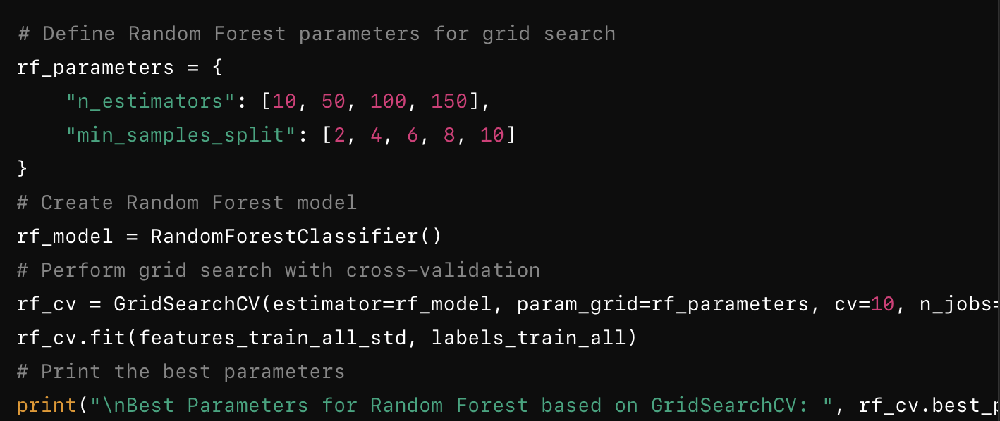 # Define Random Forest parameters for grid search
rf_parameters = {
    "n_estimators": [10, 50, 100, 150],
    "min_samples_split": [2, 4, 6, 8, 10]
}
# Create Random Forest model
rf_model = RandomForestClassifier()
# Perform grid search with cross-validation
rf_cv = GridSearchCV(estimator=rf_model, param_grid=rf_parameters, cv=10, n_jobs=
rf_cv.fit(features_train_all_std, labels_train_all)
# Print the best parameters
print("\nBest Parameters for Random Forest based on GridSearchCV: ", rf_cv.best_p